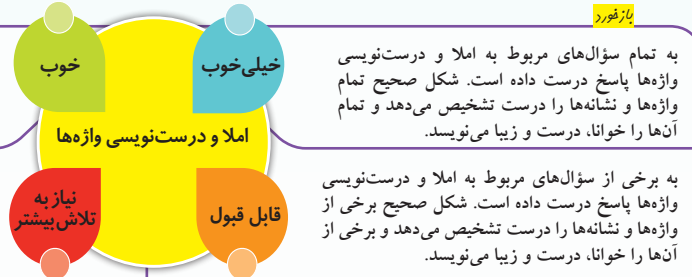 بازخورد
به تمام سؤال‌های مربوط به املا و درست‌نویسی
واژه‌ها پاسخ درست داده است. شکل صحیح تمام
واژه‌ها و نشانه‌ها را درست تشخیص می‌دهد و تمام
آن‌ها را خوانا، درست و زیبا می‌نویسد.
به برخی از سؤال‌های مربوط به املا و درست‌نویسی
واژه‌ها پاسخ درست داده است. شکل صحیح برخی از
واژه‌ها و نشانه‌ها را درست تشخیص می‌دهد و برخی از
آن‌ها را خوانا، درست و زیبا می‌نویسد.
خیلی‌خوب
خوب
املا و درست‌نویسی واژه‌ها
قابل قبول
نیاز به
تلاش‌بیشتر